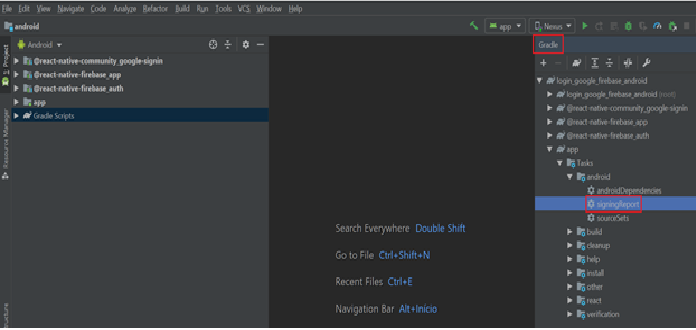 File Edit View Navigate Code Analyze Refactor Build Run Tools VCS Window Help
android
app
Nexus
Project
Android
Gradle
@react-native-community_google-signin
@react-native-firebase_app
@react-native-firebase_auth
app
Gradle Scripts
Resource Manager
Structure
Search Everywhere Double Shift
Go to File Ctrl+Shift+N
Recent Files Ctrl+E
Navigation Bar Alt+Inicio
login_google_firebase_android
login_google_firebase_android (root)
@react-native-community_google-signin
@react-native-firebase_app
@react-native-firebase_auth
app
Tasks
android
androidDependencies
signingReport
sourceSets
build
cleanup
help
install
other
react
verification